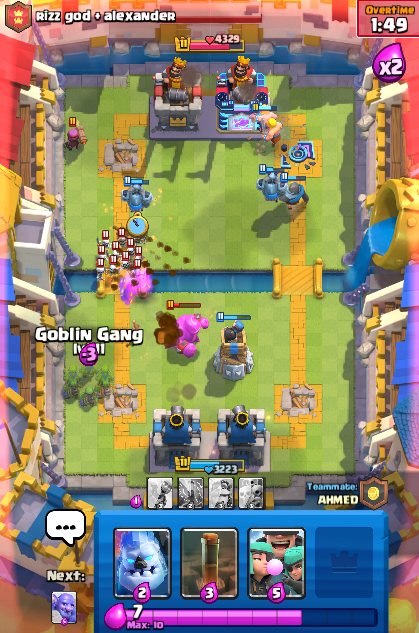 rizz god + alexander
Overtime
1:49
x2
4329
Goblin Gang
-3
3223
Teammate:
AHMED
...
Next:
2
3
5
7
Max: 10